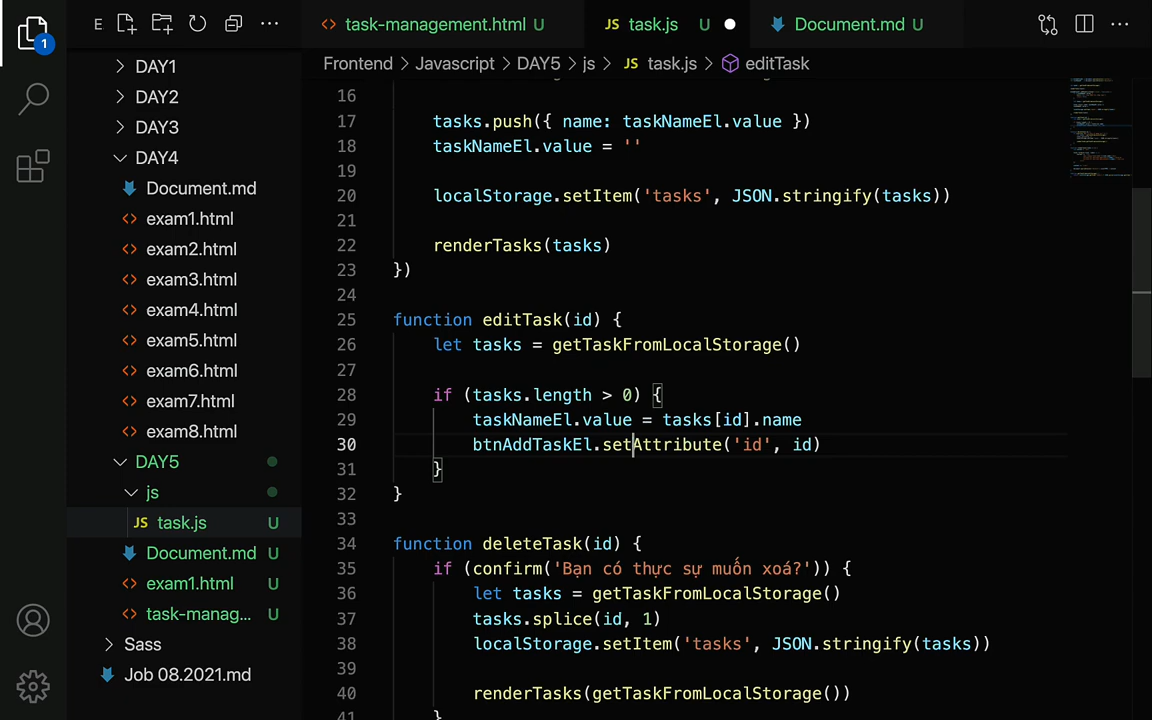 1
E
DAY1
DAY2
DAY3
DAY4
Document.md
exam1.html
exam2.html
exam3.html
exam4.html
exam5.html
exam6.html
exam7.html
exam8.html
DAY5
js
JS task.js U
Document.md U
exam1.html U
task-manag... U
Sass
Job 08.2021.md
task-management.html U
JS task.js U
Document.md U
Frontend > Javascript > DAY5 > js > JS task.js > editTask
16
17 tasks.push({ name: taskNameEl.value })
18 taskNameEl.value = ''
19
20 localStorage.setItem('tasks', JSON.stringify(tasks))
21
22 renderTasks(tasks)
23 })
24
25 function editTask(id) {
26 let tasks = getTaskFromLocalStorage()
27
28 if (tasks.length > 0) {
29 taskNameEl.value = tasks[id].name
30 btnAddTaskEl.setAttribute('id', id)
31 }
32 }
33
34 function deleteTask(id) {
35 if (confirm('Bạn có thực sự muốn xoá?')) {
36 let tasks = getTaskFromLocalStorage()
37 tasks.splice(id, 1)
38 localStorage.setItem('tasks', JSON.stringify(tasks))
39
40 renderTasks(getTaskFromLocalStorage())
41 }